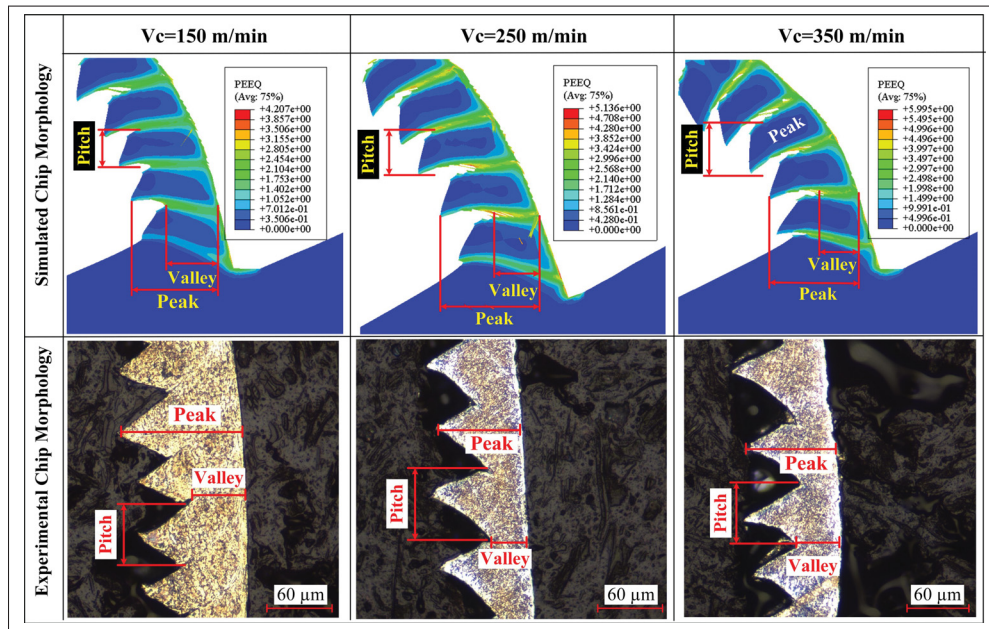 Vc=150 m/min
Vc=250 m/min
Vc=350 m/min
Simulated Chip Morphology
PEEQ
(Avg: 75%)
+4.207e+00
+3.857e+00
+3.506e+00
+3.155e+00
+2.805e+00
+2.454e+00
+2.104e+00
+1.753e+00
+1.402e+00
+1.052e+00
+7.012e-01
+3.506e-01
+0.000e+00
Pitch
Valley
Peak
PEEQ
(Avg: 75%)
+5.136e+00
+4.708e+00
+4.280e+00
+3.852e+00
+3.424e+00
+2.996e+00
+2.568e+00
+2.140e+00
+1.712e+00
+1.284e+00
+8.561e-01
+4.280e-01
+0.000e+00
Pitch
Valley
Peak
PEEQ
(Avg: 75%)
+5.995e+00
+5.495e+00
+4.996e+00
+4.496e+00
+3.997e+00
+3.497e+00
+2.997e+00
+2.498e+00
+1.998e+00
+1.499e+00
+9.991e-01
+4.996e-01
+0.000e+00
Peak
Pitch
Valley
Peak
Experimental Chip Morphology
Peak
Valley
Pitch
60 µm
Peak
Pitch
Valley
60 µm
Peak
Pitch
Valley
60 µm